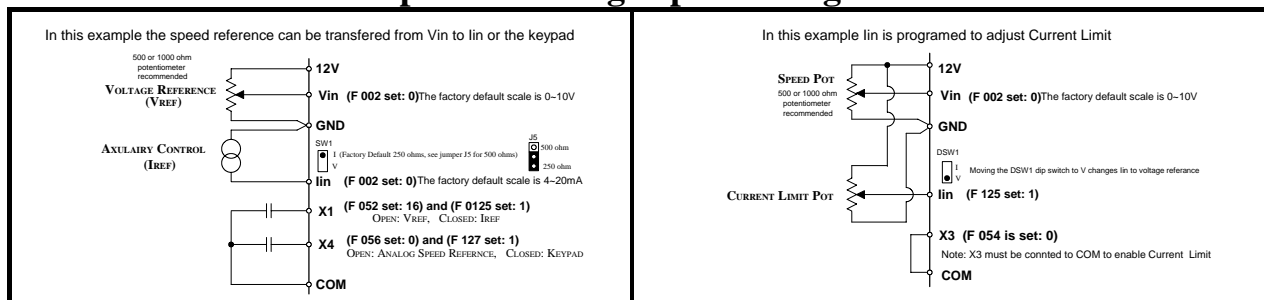 In this example the speed reference can be transfered from Vin to Iin or the keypad
500 or 1000 ohm
potentiometer
recommended
12V
VOLTAGE REFERENCE
(VREF)
Vin (F 002 set: 0)The factory default scale is 0~10V
GND
AXULAIRY CONTROL
(IREF)
SW1
I (Factory Default 250 ohms, see jumper J5 for 500 ohms)
V
J5
500 ohm
250 ohm
Iin (F 002 set: 0)The factory default scale is 4~20mA
X1 (F 052 set: 16) and (F 0125 set: 1)
OPEN: VREF, CLOSED: IREF
X4 (F 056 set: 0) and (F 127 set: 1)
OPEN: ANALOG SPEED REFERNCE, CLOSED: KEYPAD
COM
In this example Iin is programed to adjust Current Limit
12V
SPEED POT
500 or 1000 ohm
potentiometer
recommended
Vin (F 002 set: 0)The factory default scale is 0~10V
GND
DSW1
I
V
Moving the DSW1 dip switch to V changes Iin to voltage referance
CURRENT LIMIT POT
Iin (F 125 set: 1)
X3 (F 054 is set: 0)
Note: X3 must be connted to COM to enable Current Limit
COM